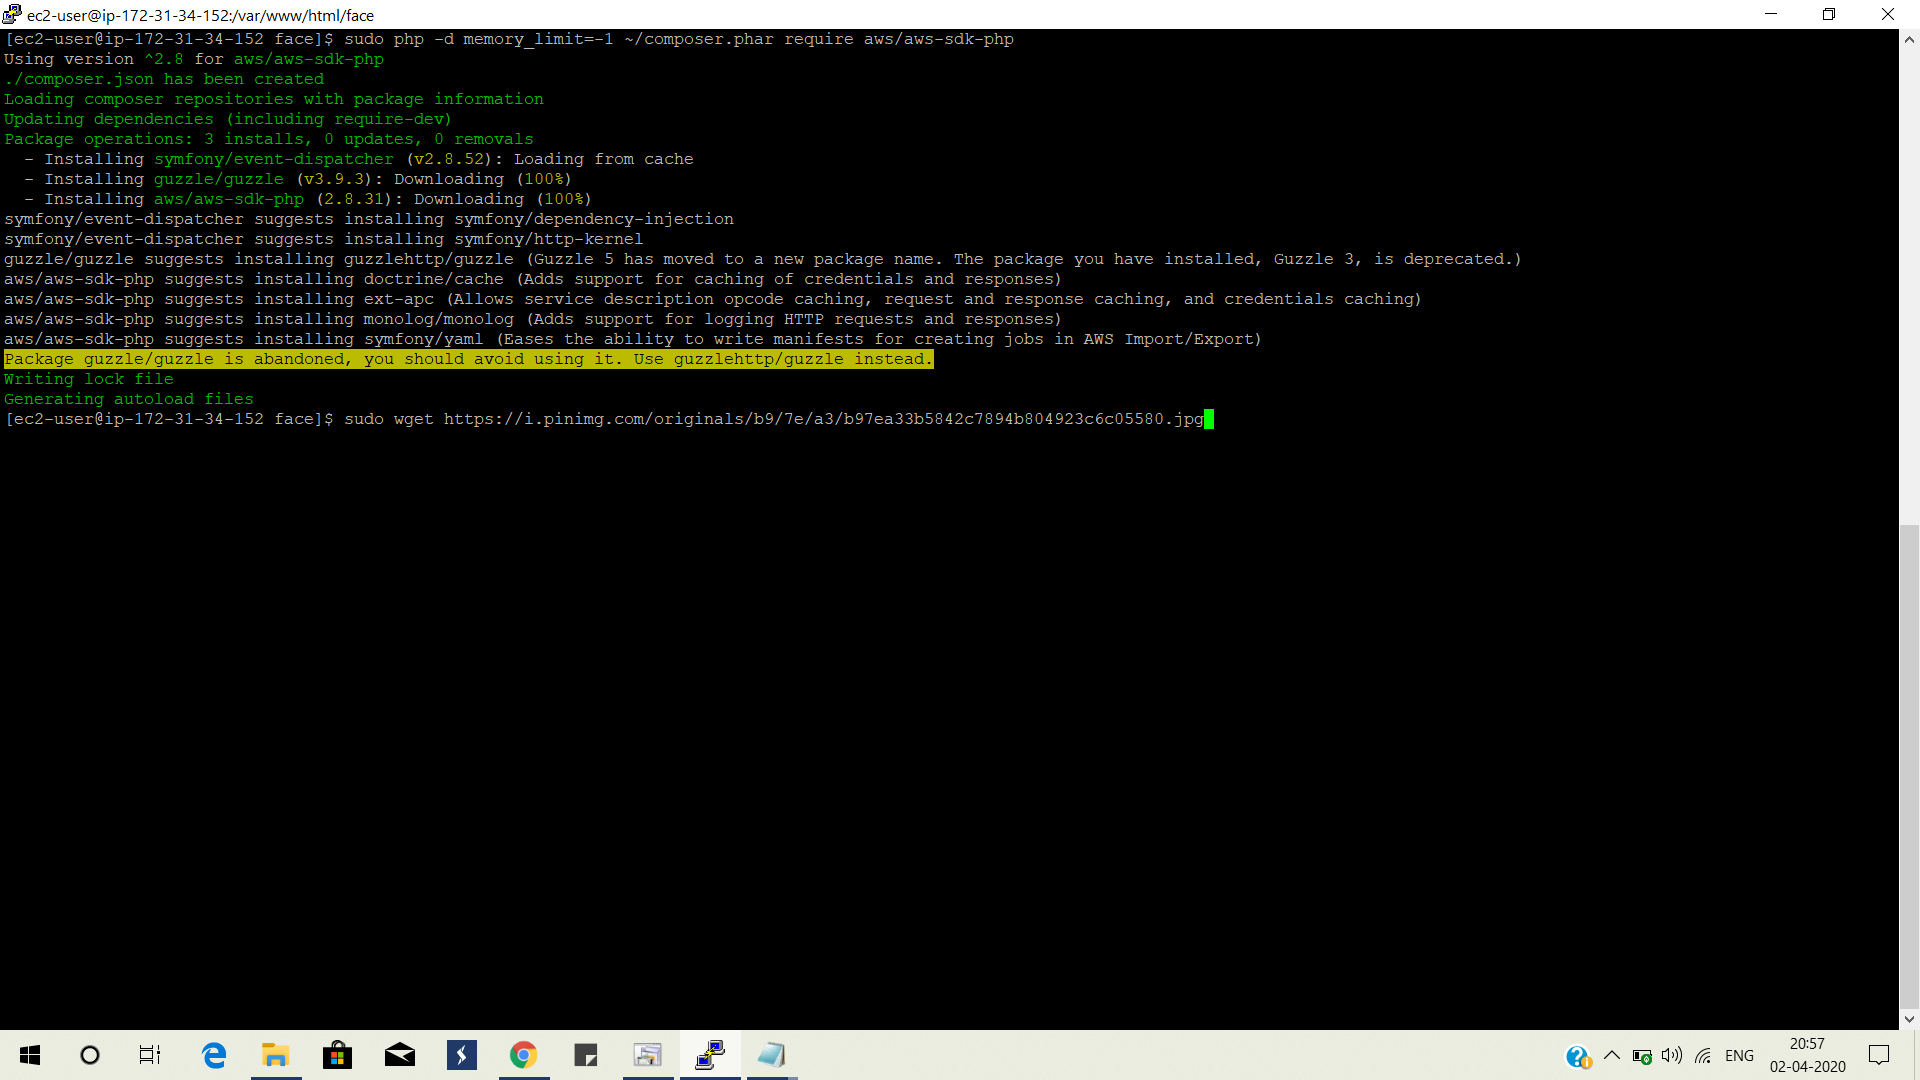 ec2-user@ip-172-31-34-152:/var/www/html/face
[ec2-user@ip-172-31-34-152 face]$ sudo php -d memory_limit=-1 ~/composer.phar require aws/aws-sdk-php
Using version ^2.8 for aws/aws-sdk-php
./composer.json has been created
Loading composer repositories with package information
Updating dependencies (including require-dev)
Package operations: 3 installs, 0 updates, 0 removals
  - Installing symfony/event-dispatcher (v2.8.52): Loading from cache
  - Installing guzzle/guzzle (v3.9.3): Downloading (100%)
  - Installing aws/aws-sdk-php (2.8.31): Downloading (100%)
symfony/event-dispatcher suggests installing symfony/dependency-injection
symfony/event-dispatcher suggests installing symfony/http-kernel
guzzle/guzzle suggests installing guzzlehttp/guzzle (Guzzle 5 has moved to a new package name. The package you have installed, Guzzle 3, is deprecated.)
aws/aws-sdk-php suggests installing doctrine/cache (Adds support for caching of credentials and responses)
aws/aws-sdk-php suggests installing ext-apc (Allows service description opcode caching, request and response caching, and credentials caching)
aws/aws-sdk-php suggests installing monolog/monolog (Adds support for logging HTTP requests and responses)
aws/aws-sdk-php suggests installing symfony/yaml (Eases the ability to write manifests for creating jobs in AWS Import/Export)
Package guzzle/guzzle is abandoned, you should avoid using it. Use guzzlehttp/guzzle instead.
Writing lock file
Generating autoload files
[ec2-user@ip-172-31-34-152 face]$ sudo wget https://i.pinimg.com/originals/b9/7e/a3/b97ea33b5842c7894b804923c6c05580.jpg
ENG
20:57
02-04-2020